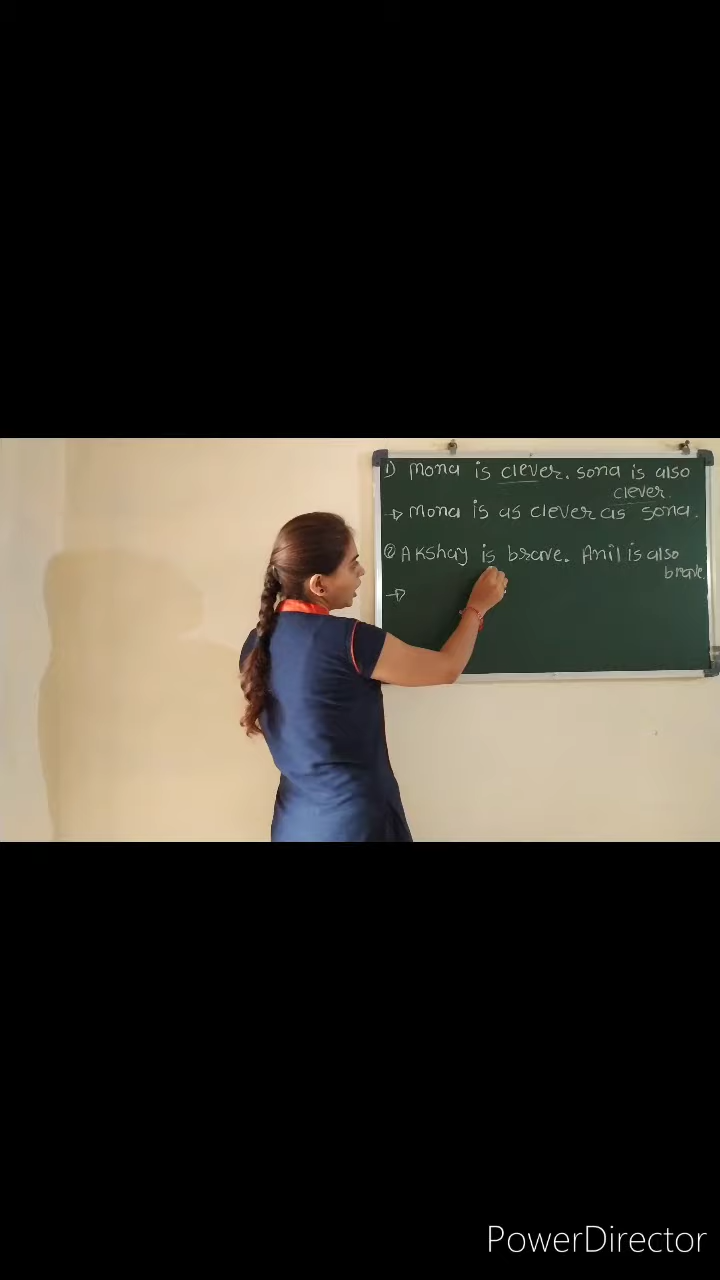 1) Mona is clever. sona is also
clever.
→ Mona is as clever as sona.
② Akshay is brave. Anil is also
brave.
→
PowerDirector